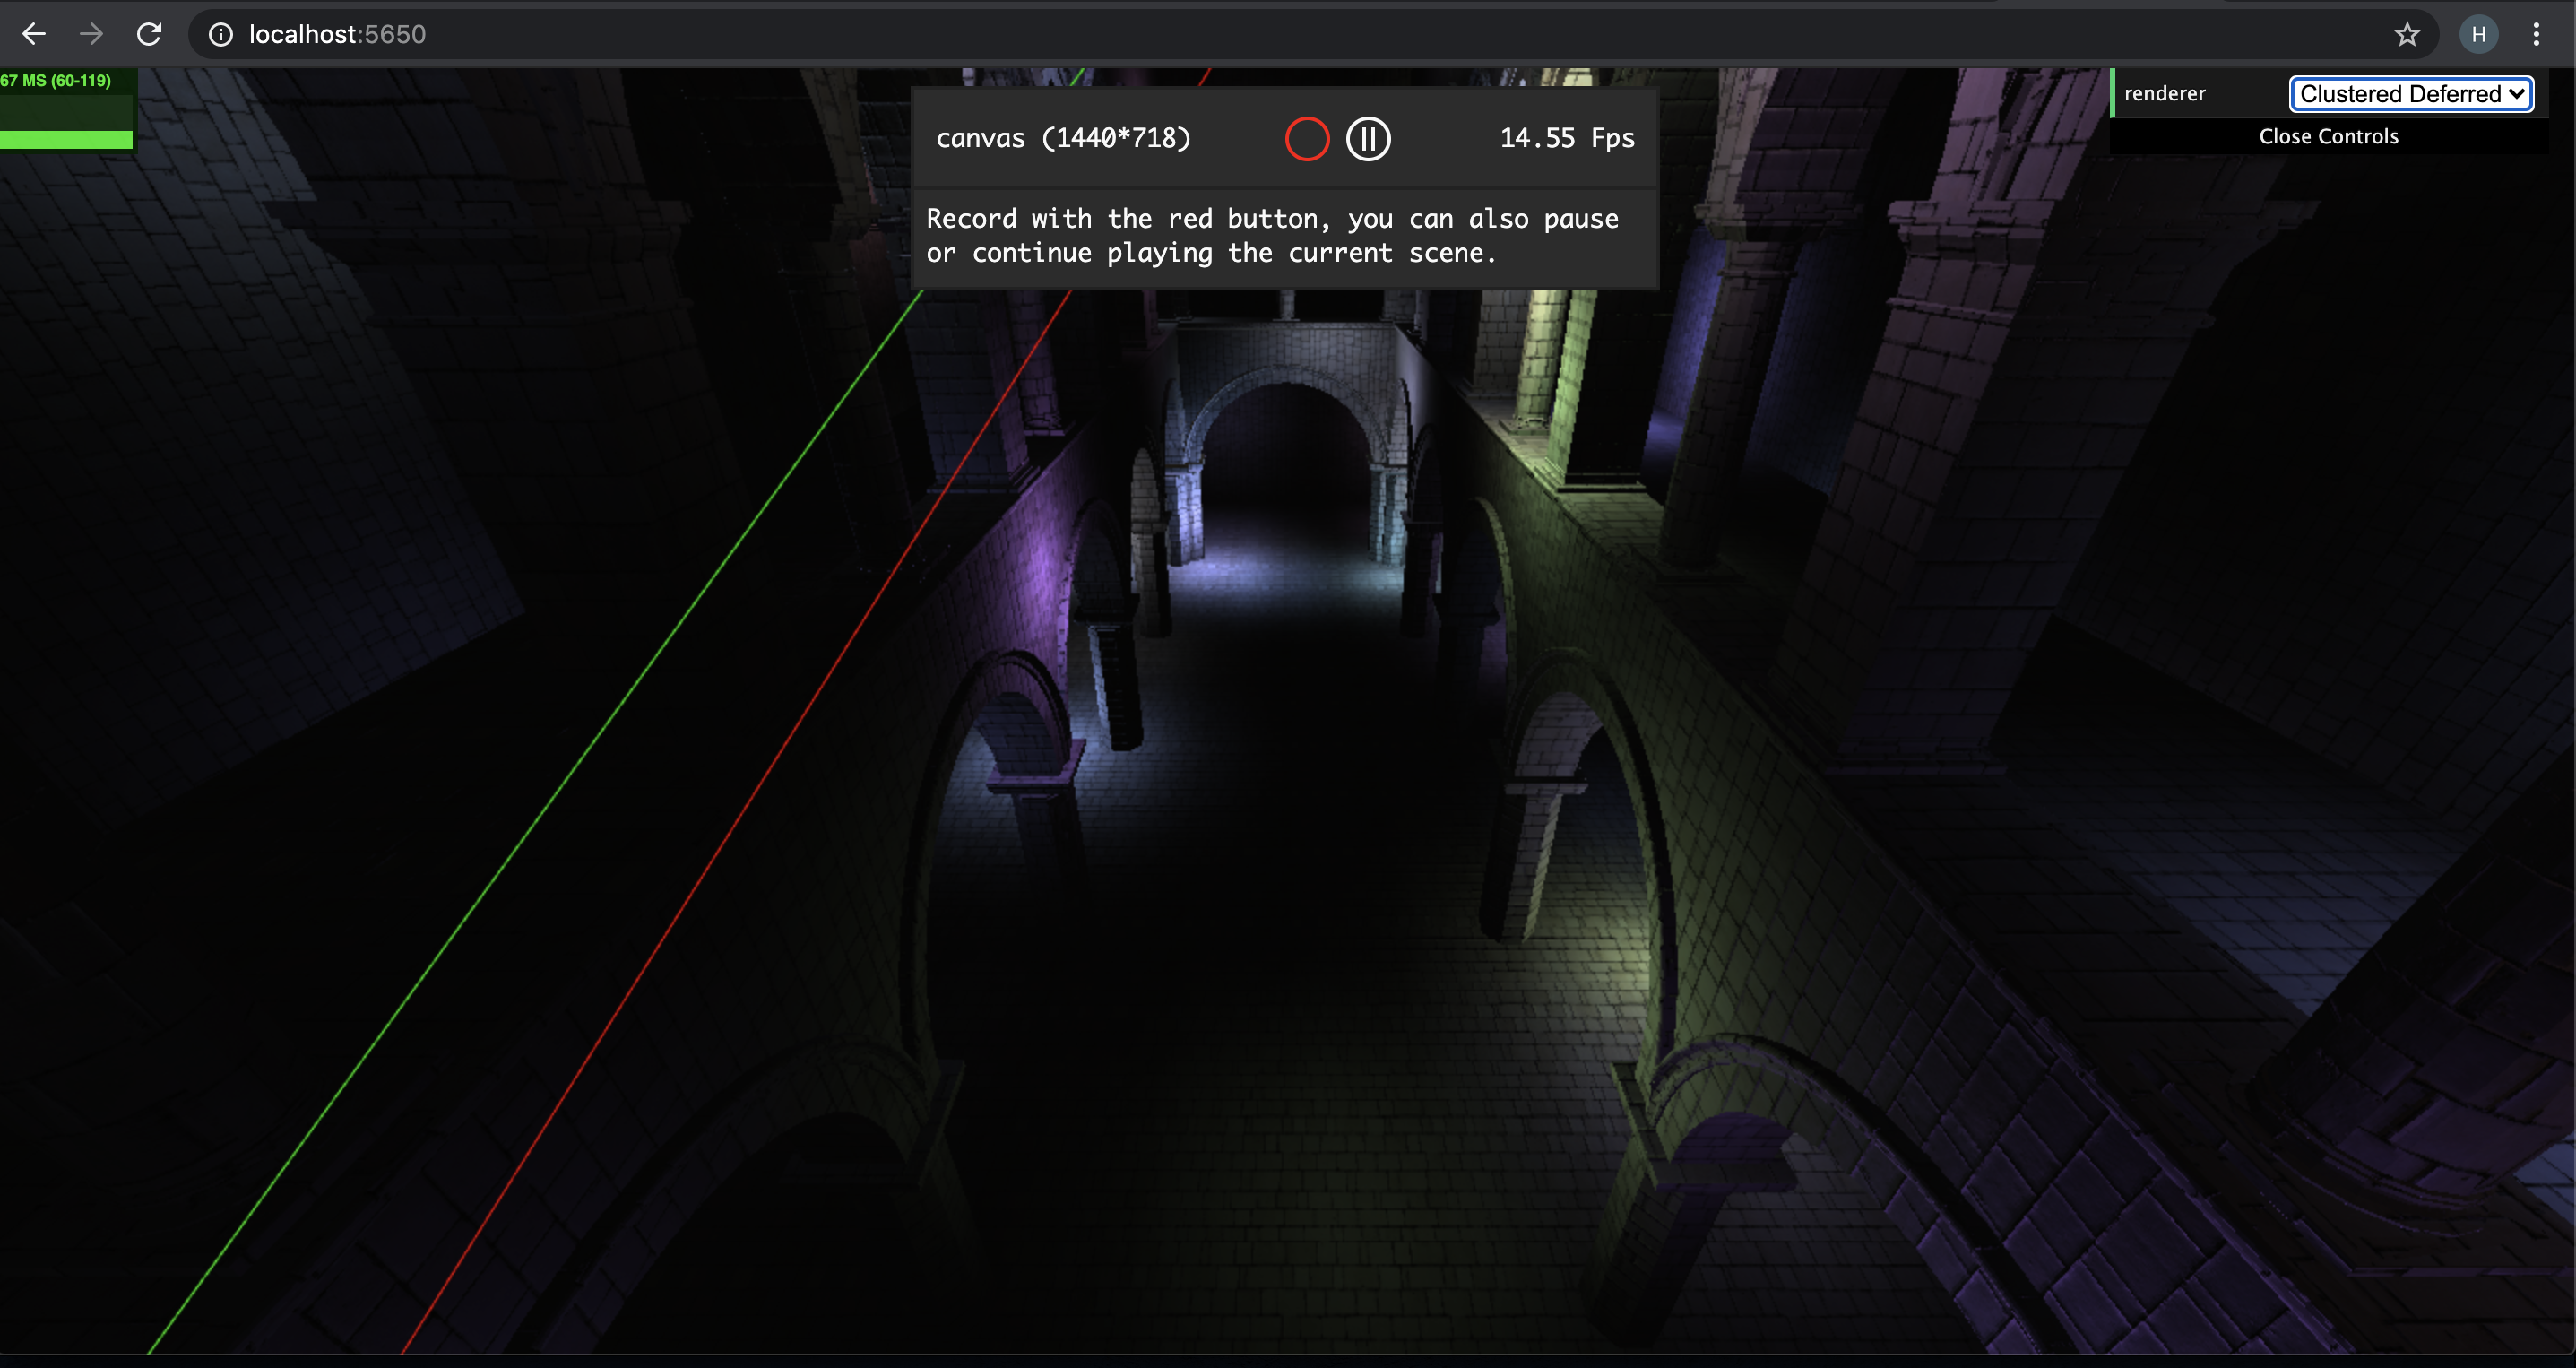 localhost:5650
H
67 MS (60-119)
canvas (1440*718)
14.55 Fps
Record with the red button, you can also pause
or continue playing the current scene.
renderer
Clustered Deferred
Close Controls